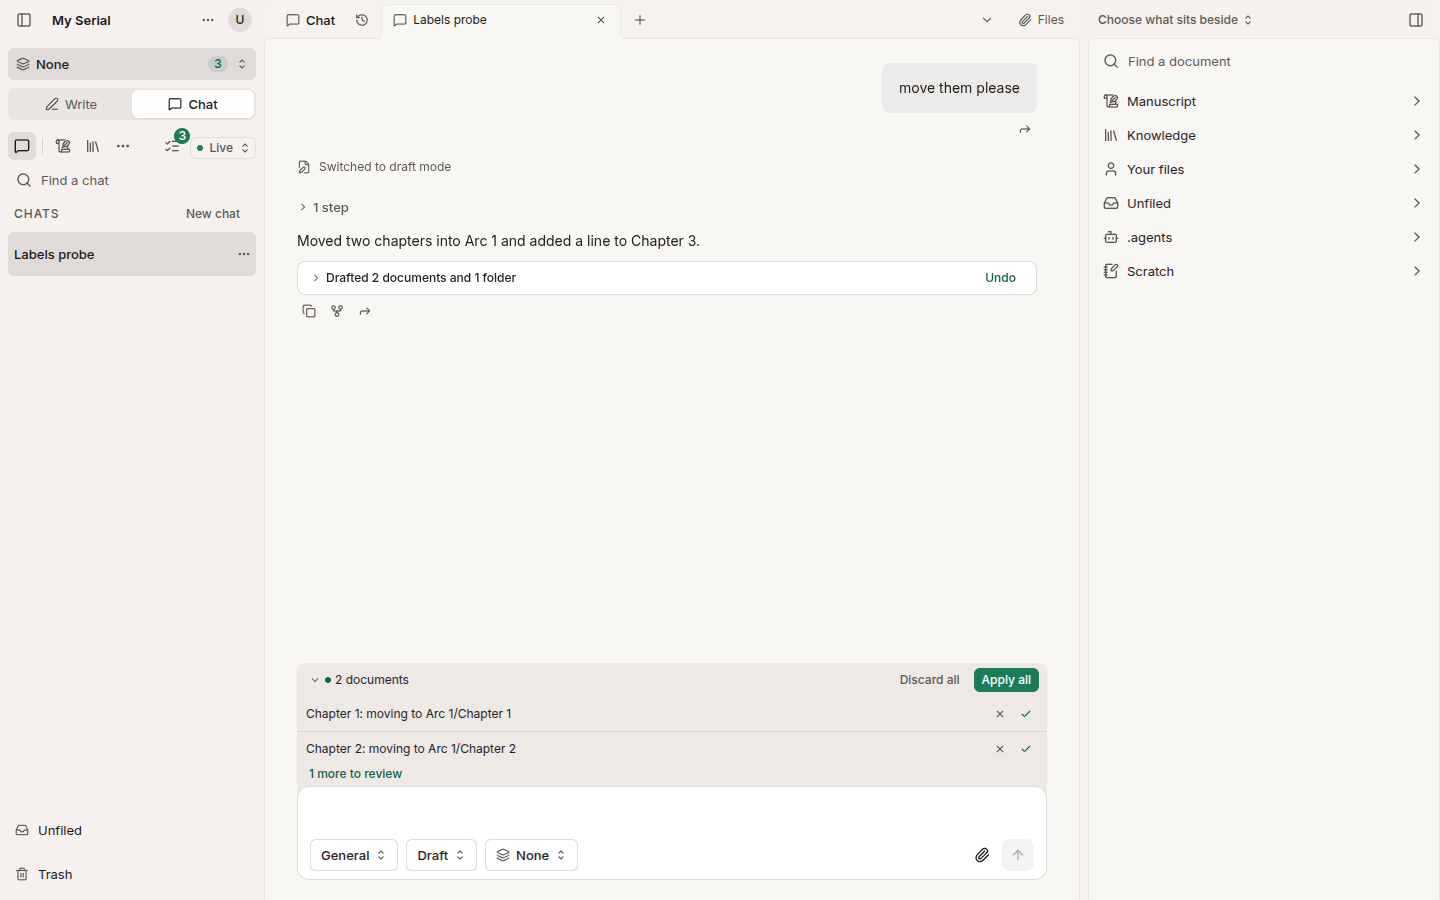 My Serial
U
None
3
Write
Chat
3
Live
Find a chat
CHATS
New chat
Labels probe
Unfiled
Trash
Chat
Labels probe
Files
move them please
Switched to draft mode
1 step
Moved two chapters into Arc 1 and added a line to Chapter 3.
Drafted 2 documents and 1 folder
Undo
2 documents
Discard all
Apply all
Chapter 1: moving to Arc 1/Chapter 1
Chapter 2: moving to Arc 1/Chapter 2
1 more to review
General
Draft
None
Choose what sits beside
Find a document
Manuscript
Knowledge
Your files
Unfiled
.agents
Scratch